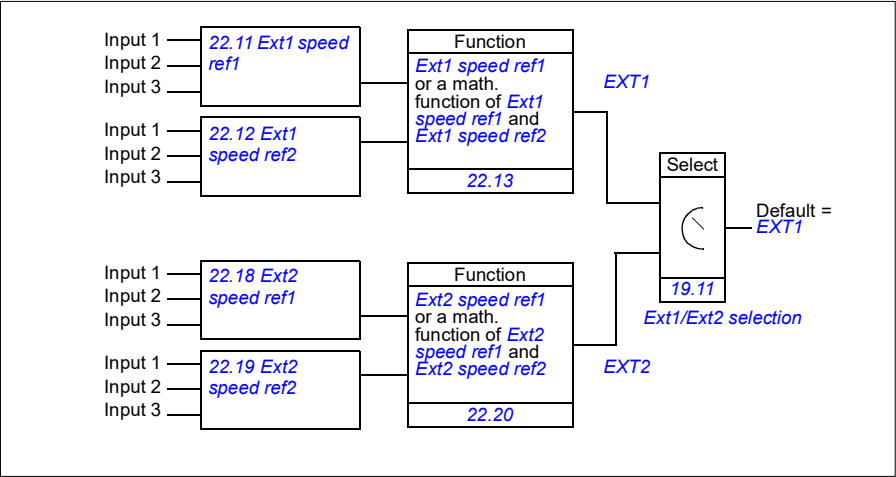 Input 1
Input 2
Input 3
22.11 Ext1 speed
ref1
Input 1
Input 2
Input 3
22.12 Ext1
speed ref2
Function
Ext1 speed ref1
or a math.
function of Ext1
speed ref1 and
Ext1 speed ref2
22.13
EXT1
Select
19.11
Default =
EXT1
Ext1/Ext2 selection
Input 1
Input 2
Input 3
22.18 Ext2
speed ref1
Input 1
Input 2
Input 3
22.19 Ext2
speed ref2
Function
Ext2 speed ref1
or a math.
function of Ext2
speed ref1 and
Ext2 speed ref2
22.20
EXT2